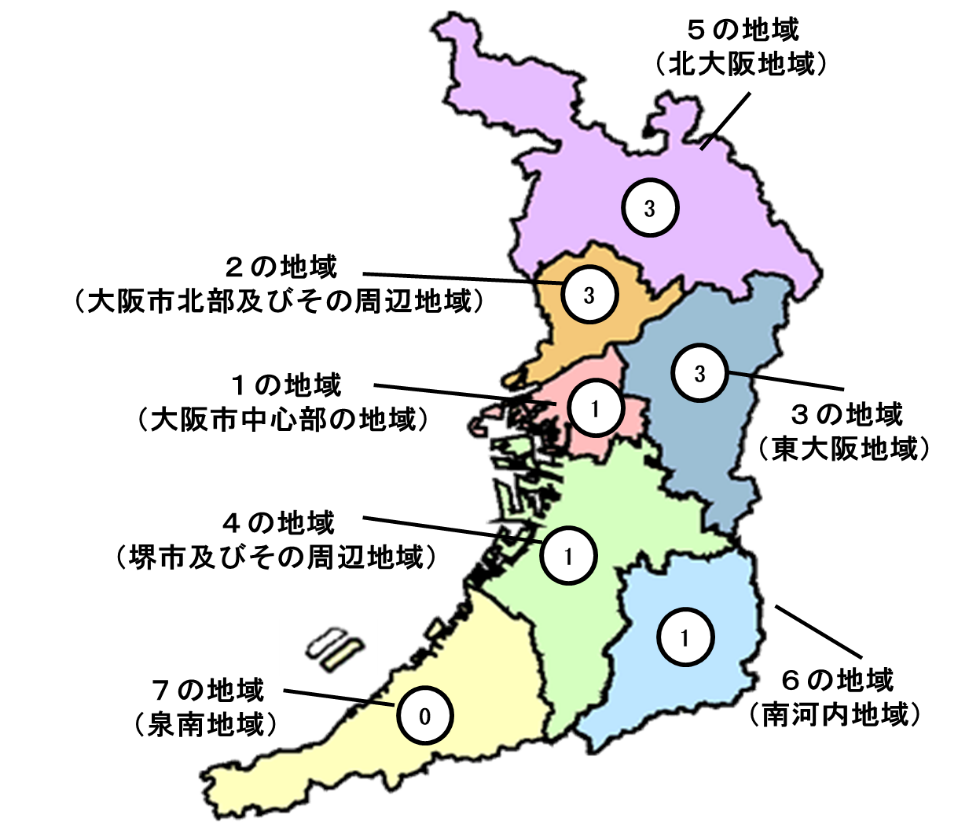 ５の地域
（北大阪地域）
3
２の地域
（大阪市北部及びその周辺地域）
3
１の地域
（大阪市中心部の地域）
1
3
３の地域
（東大阪地域）
４の地域
（堺市及びその周辺地域）
1
1
６の地域
（南河内地域）
７の地域
（泉南地域）
0